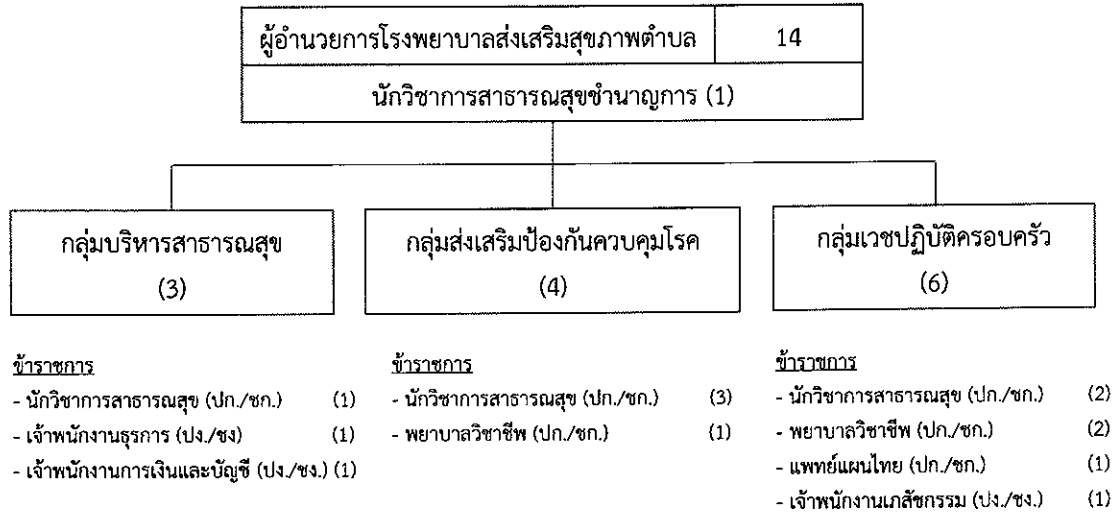 ผู้อำนวยการโรงพยาบาลส่งเสริมสุขภาพตำบล 14
นักวิชาการสาธารณสุขชำนาญการ (1)
กลุ่มบริหารสาธารณสุข
(3)
กลุ่มส่งเสริมป้องกันควบคุมโรค
(4)
กลุ่มเวชปฏิบัติครอบครัว
(6)
ข้าราชการ
- นักวิชาการสาธารณสุข (ปก./ชก.) (1)
- เจ้าพนักงานธุรการ (ปง./ชง) (1)
- เจ้าพนักงานการเงินและบัญชี (ปง./ชง.) (1)
ข้าราชการ
- นักวิชาการสาธารณสุข (ปก./ชก.) (3)
- พยาบาลวิชาชีพ (ปก./ชก.) (1)
ข้าราชการ
- นักวิชาการสาธารณสุข (ปก./ชก.) (2)
- พยาบาลวิชาชีพ (ปก./ชก.) (2)
- แพทย์แผนไทย (ปก./ชก.) (1)
- เจ้าพนักงานเภสัชกรรม (ปง./ชง.) (1)